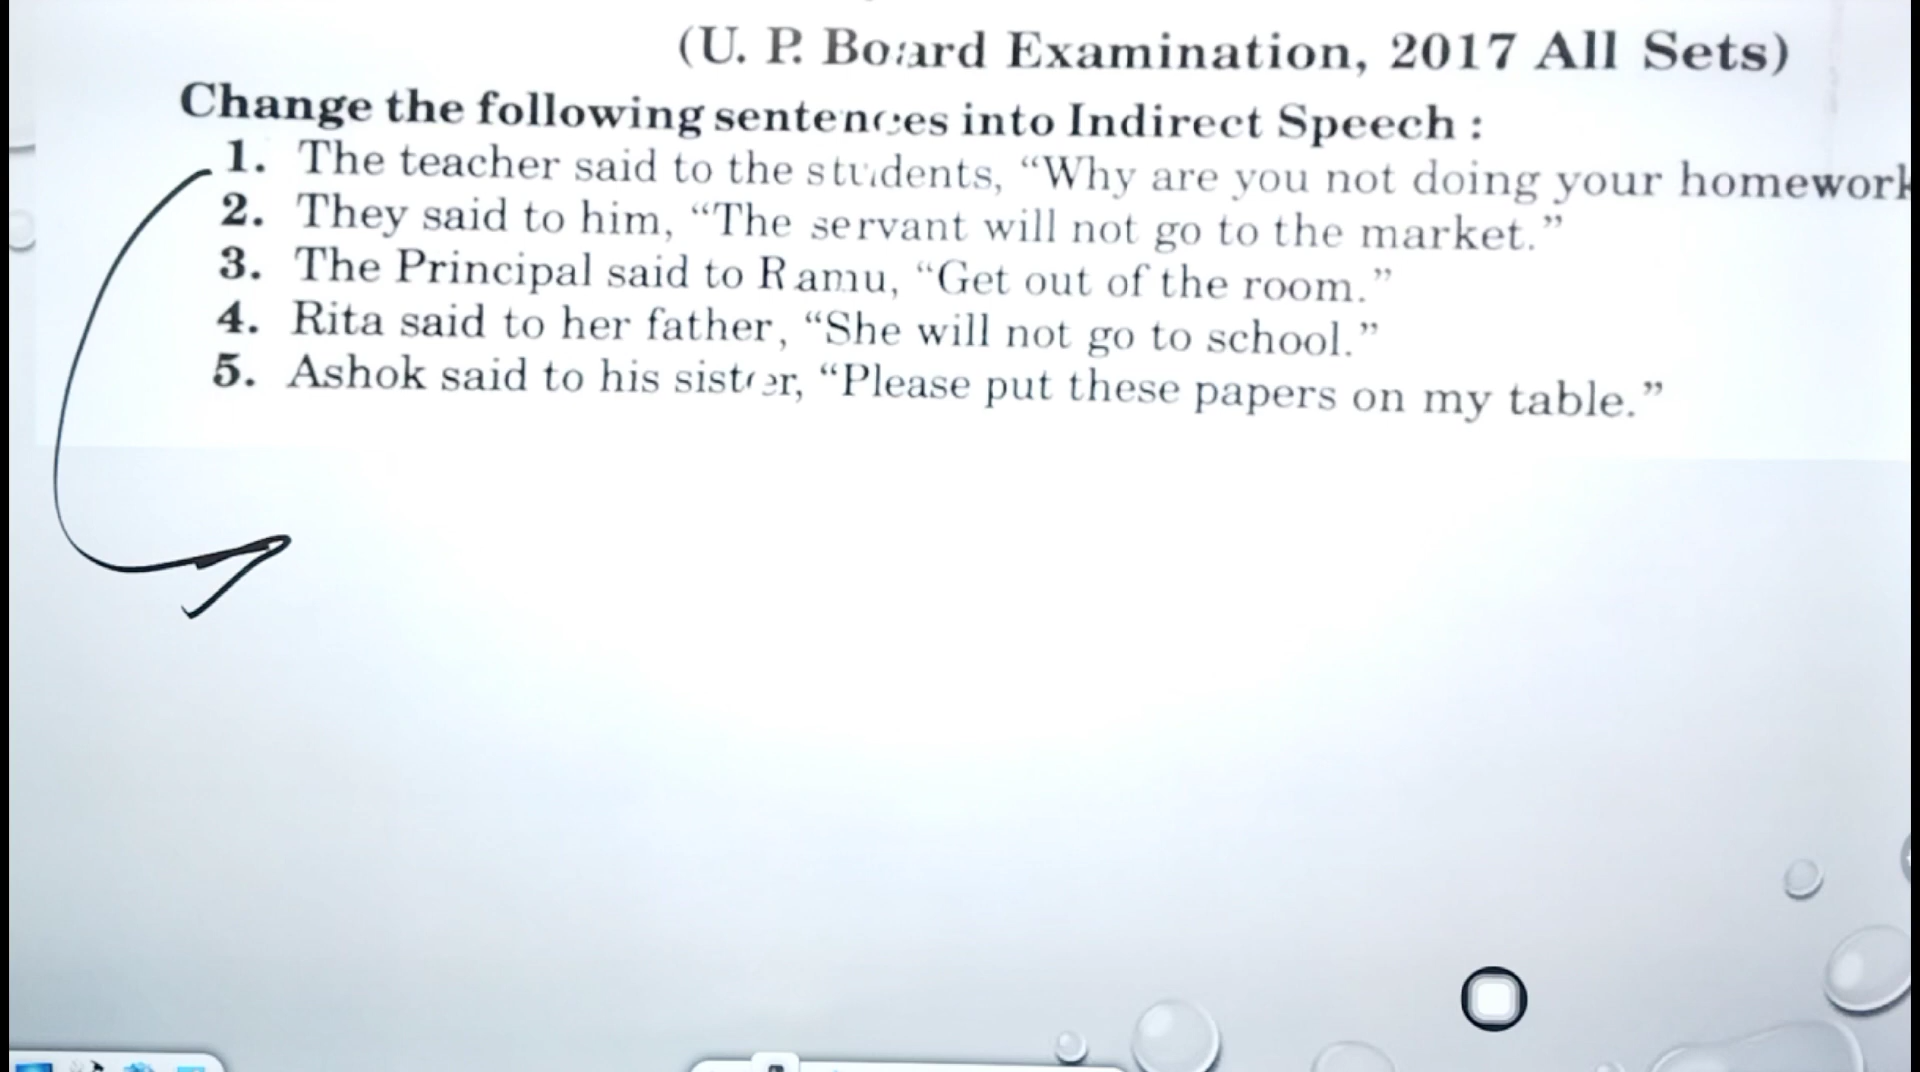 (U. P. Board Examination, 2017 All Sets)
Change the following sentences into Indirect Speech :
1. The teacher said to the students, “Why are you not doing your homework
2. They said to him, “The servant will not go to the market.”
3. The Principal said to Ramu, “Get out of the room.”
4. Rita said to her father, “She will not go to school.”
5. Ashok said to his sister, “Please put these papers on my table.”